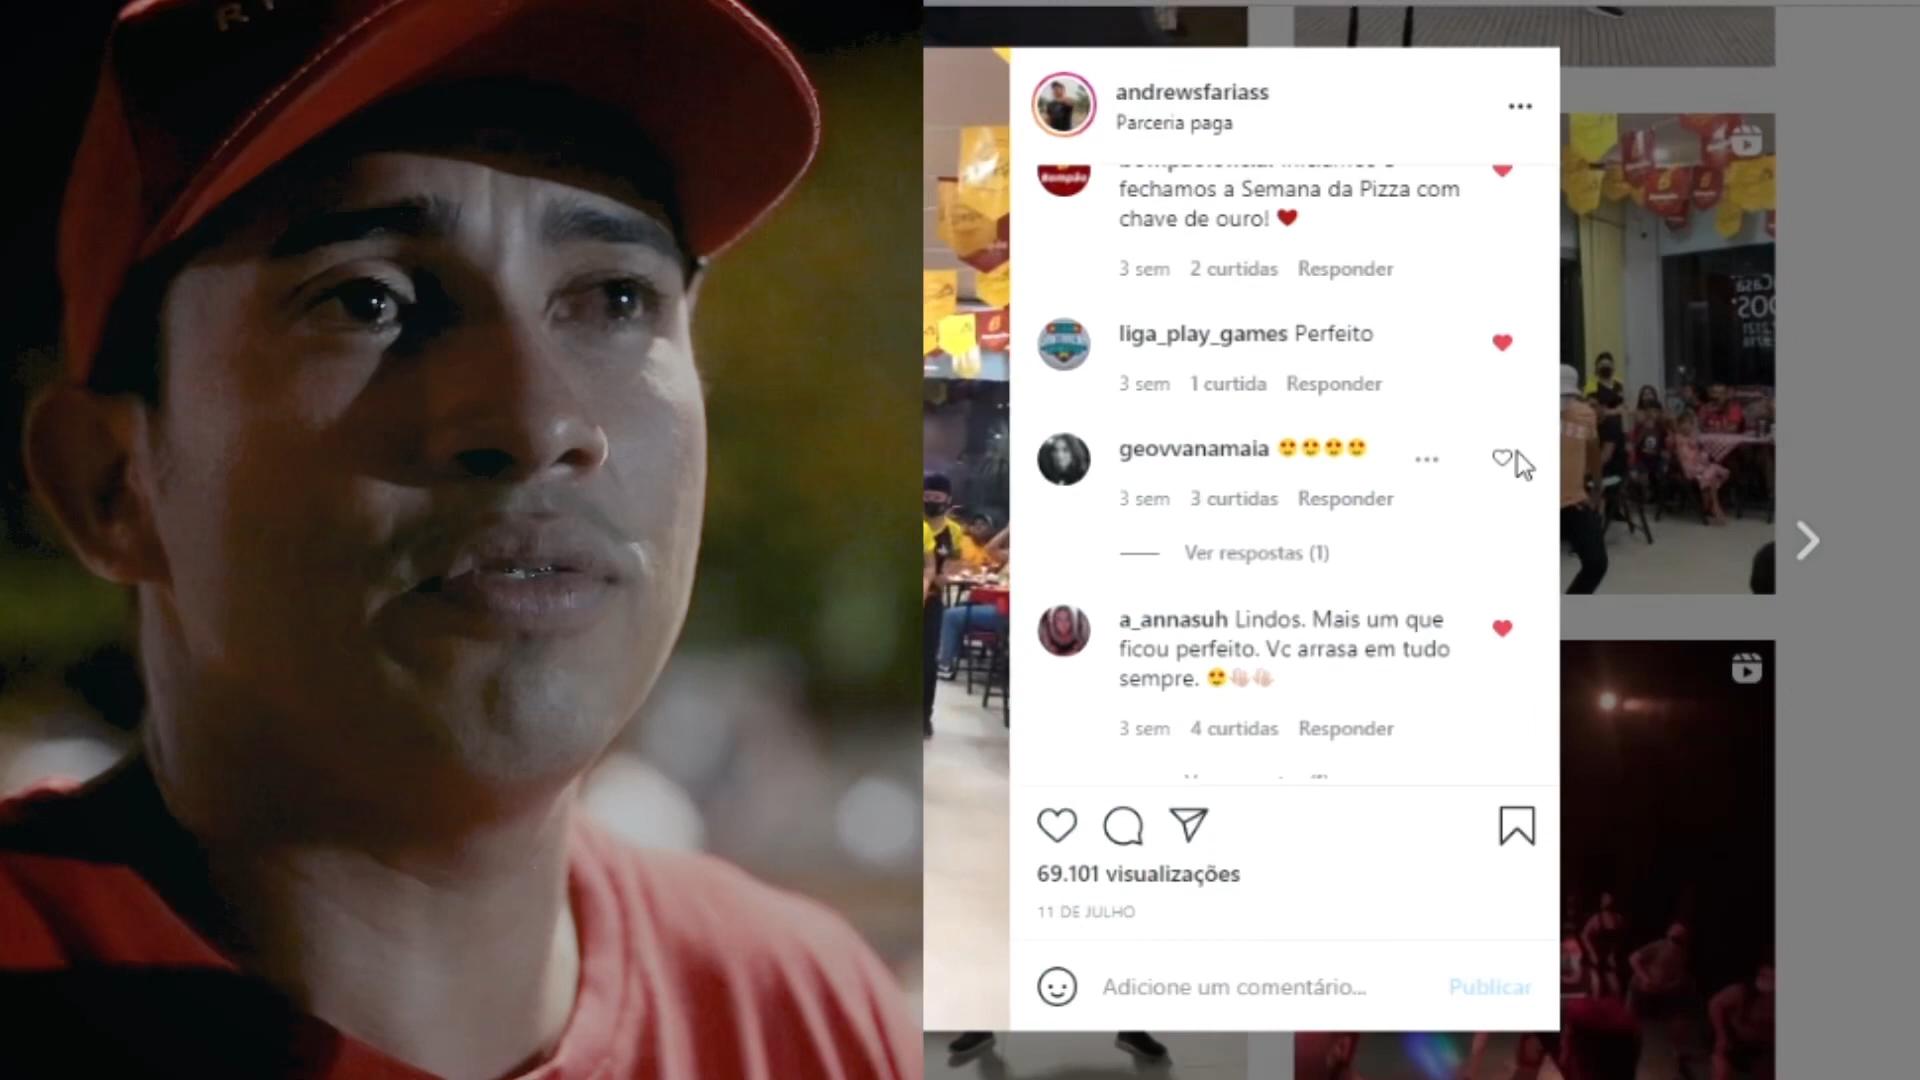 andrewsfariass
Parceria paga
fechamos a Semana da Pizza com
chave de ouro! ❤
3 sem 2 curtidas Responder
liga_play_games Perfeito
3 sem 1 curtida Responder
geovvanamaia 😍😍😍😍
3 sem 3 curtidas Responder
Ver respostas (1)
a_annasuh Lindos. Mais um que
ficou perfeito. Vc arrasa em tudo
sempre. 😍👏🏻👏🏻
3 sem 4 curtidas Responder
69.101 visualizações
11 DE JULHO
Adicione um comentário... Publicar